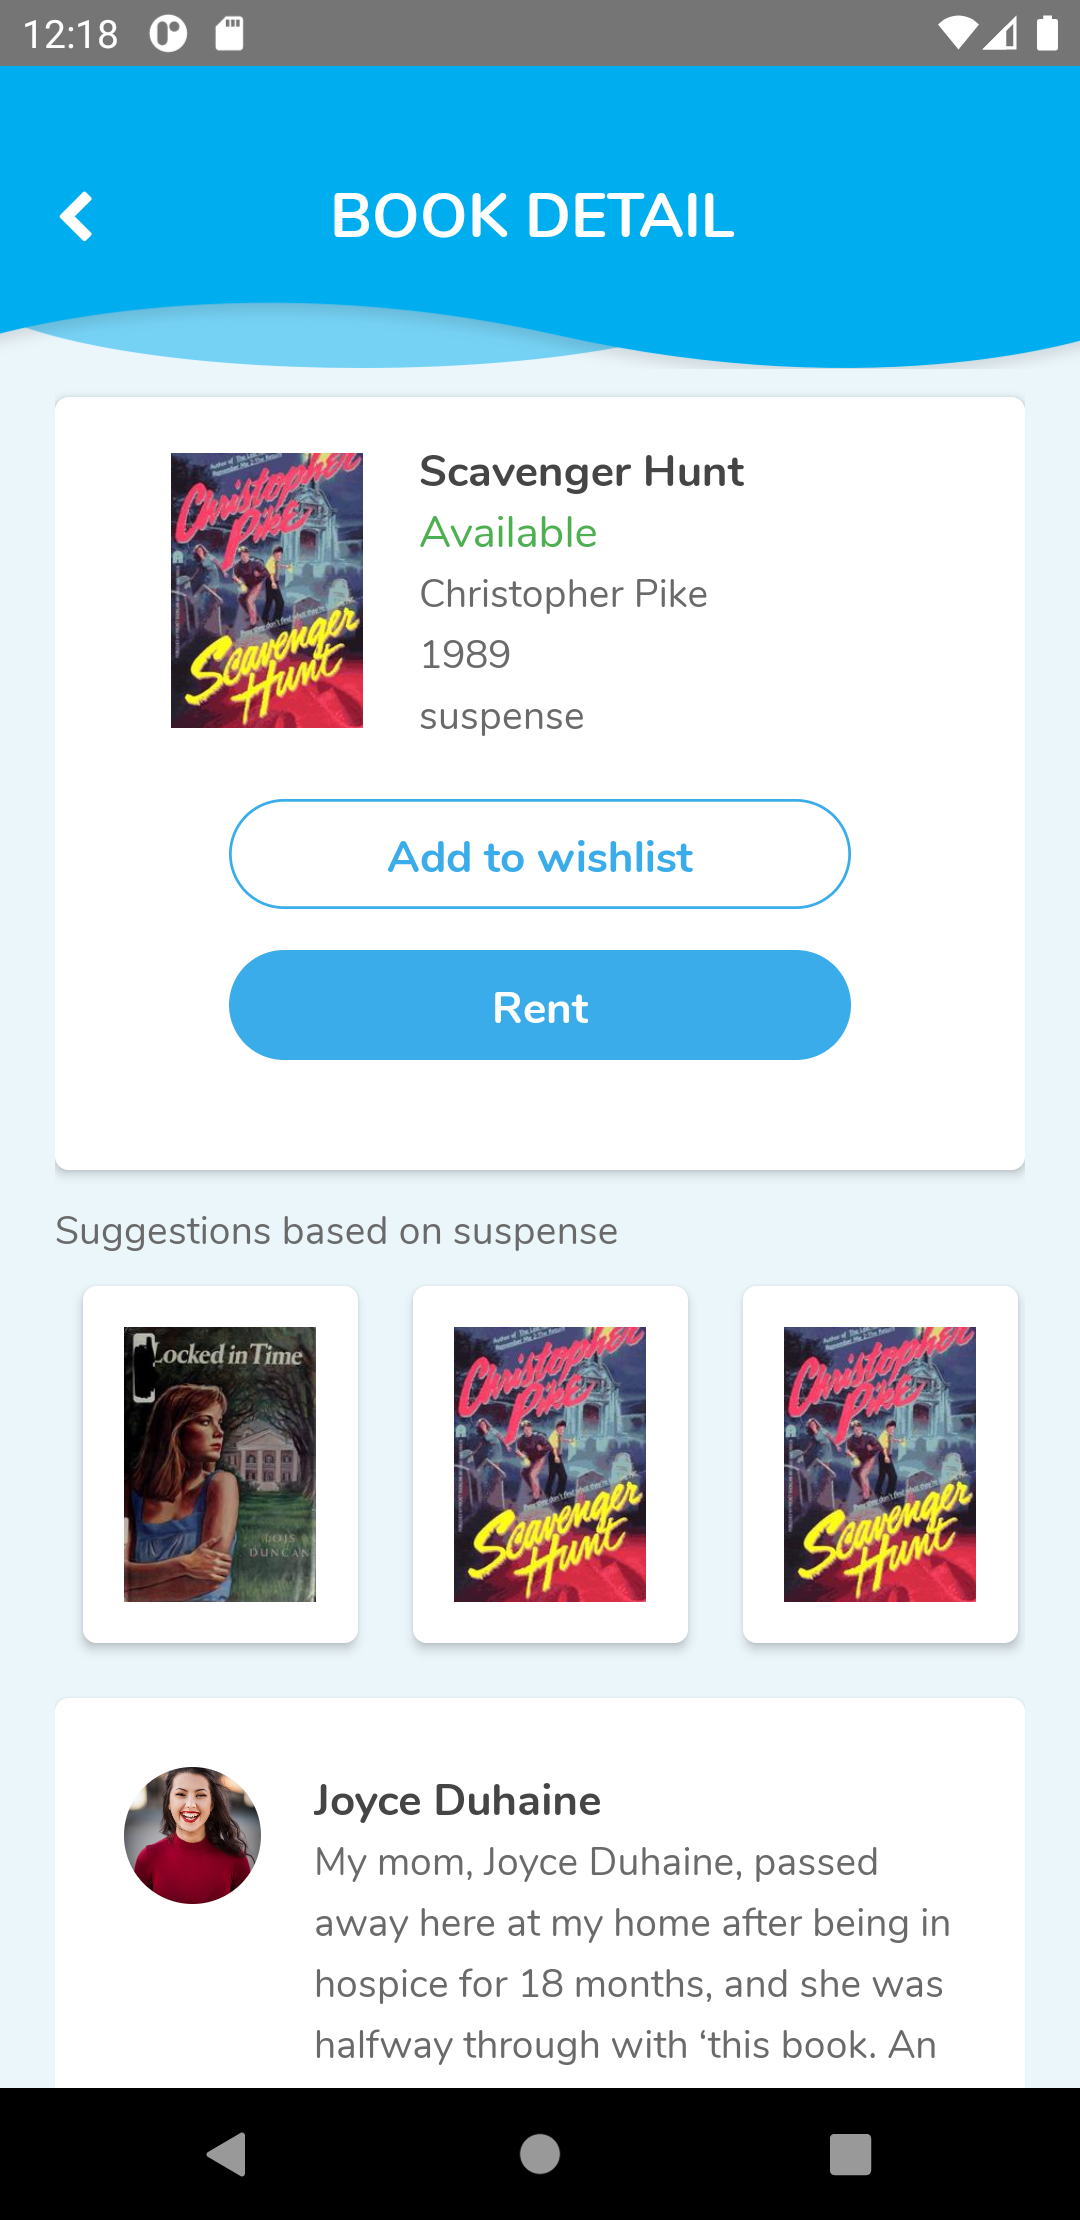 12:18
BOOK DETAIL
Christopher
Pike
Scavenger
Hunt
Scavenger Hunt
Available
Christopher Pike
1989
suspense
Add to wishlist
Rent
Suggestions based on suspense
Locked in Time
LOIS
DUNCAN
Christopher
Pike
Scavenger
Hunt
Christopher
Pike
Scavenger
Hunt
Joyce Duhaine
My mom, Joyce Duhaine, passed
away here at my home after being in
hospice for 18 months, and she was
halfway through with ‘this book. An